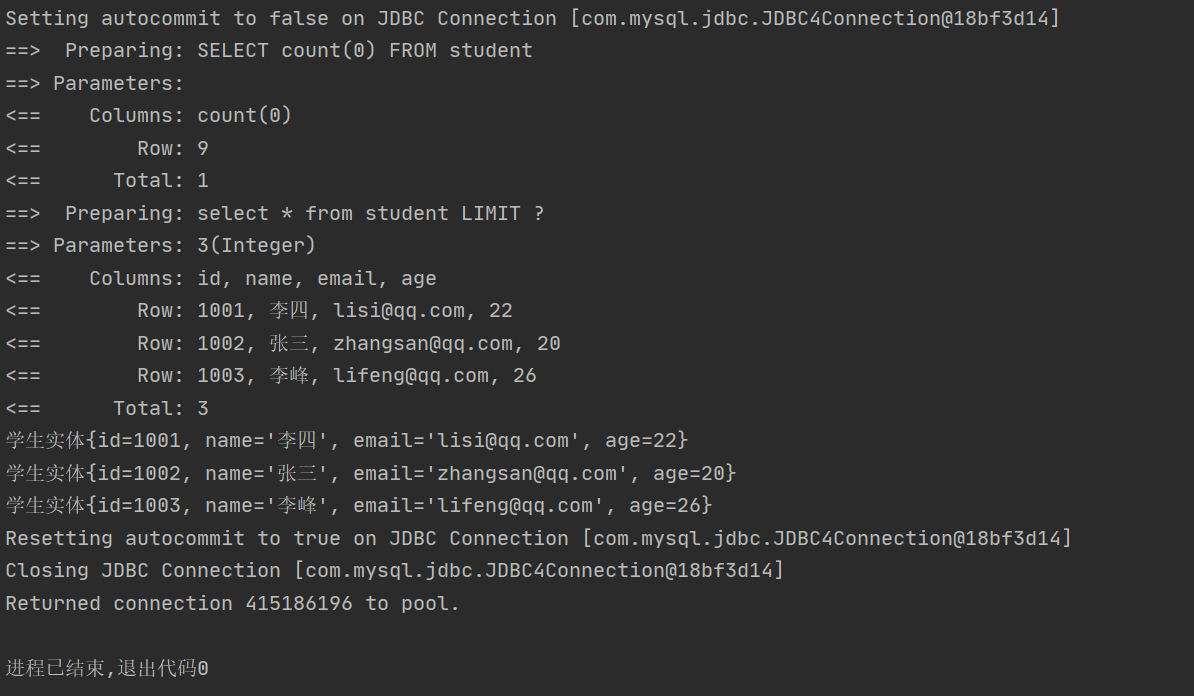 Setting autocommit to false on JDBC Connection [com.mysql.jdbc.JDBC4Connection@18bf3d14]
==>  Preparing: SELECT count(0) FROM student
==> Parameters:
<==    Columns: count(0)
<==        Row: 9
<==      Total: 1
==>  Preparing: select * from student LIMIT ?
==> Parameters: 3(Integer)
<==    Columns: id, name, email, age
<==        Row: 1001, 李四, lisi@qq.com, 22
<==        Row: 1002, 张三, zhangsan@qq.com, 20
<==        Row: 1003, 李峰, lifeng@qq.com, 26
<==      Total: 3
学生实体{id=1001, name='李四', email='lisi@qq.com', age=22}
学生实体{id=1002, name='张三', email='zhangsan@qq.com', age=20}
学生实体{id=1003, name='李峰', email='lifeng@qq.com', age=26}
Resetting autocommit to true on JDBC Connection [com.mysql.jdbc.JDBC4Connection@18bf3d14]
Closing JDBC Connection [com.mysql.jdbc.JDBC4Connection@18bf3d14]
Returned connection 415186196 to pool.
进程已结束,退出代码0